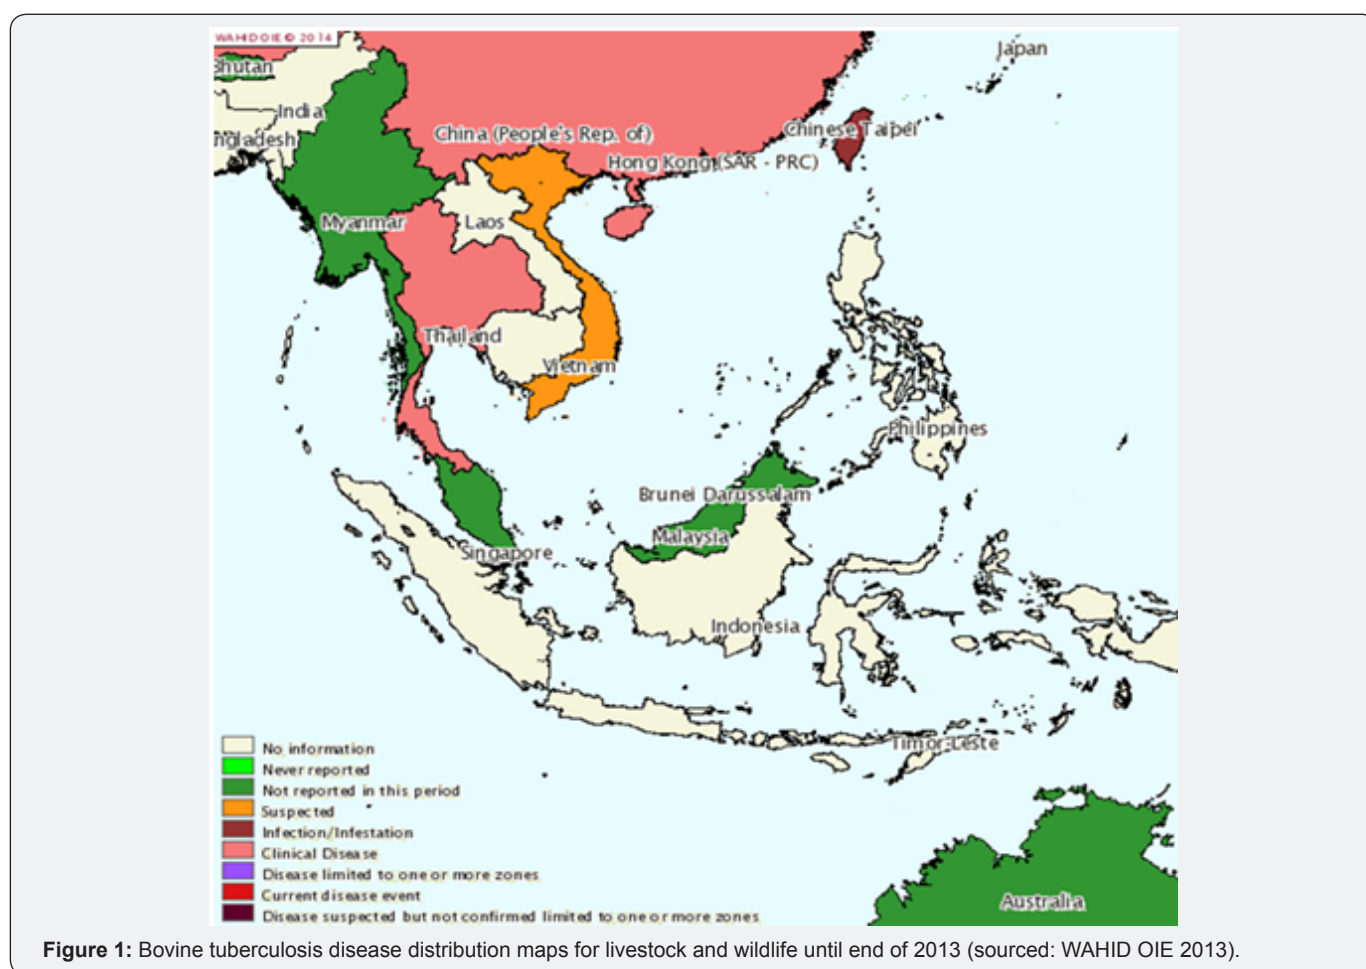 WAHID OIE © 2014
Japan
Bhutan
India
China (People's Rep. of)
Chinese Taipei
ngladesh
Hong Kong (SAR - PRC)
Myanmar
Laos
Thailand
Vietnam
Philippines
Brunei Darussalam
Malaysia
Singapore
Indonesia
Timor-Leste
No information
Never reported
Not reported in this period
Suspected
Infection/Infestation
Clinical Disease
Disease limited to one or more zones
Current disease event
Disease suspected but not confirmed limited to one or more zones
Australia
Figure 1: Bovine tuberculosis disease distribution maps for livestock and wildlife until end of 2013 (sourced: WAHID OIE 2013).